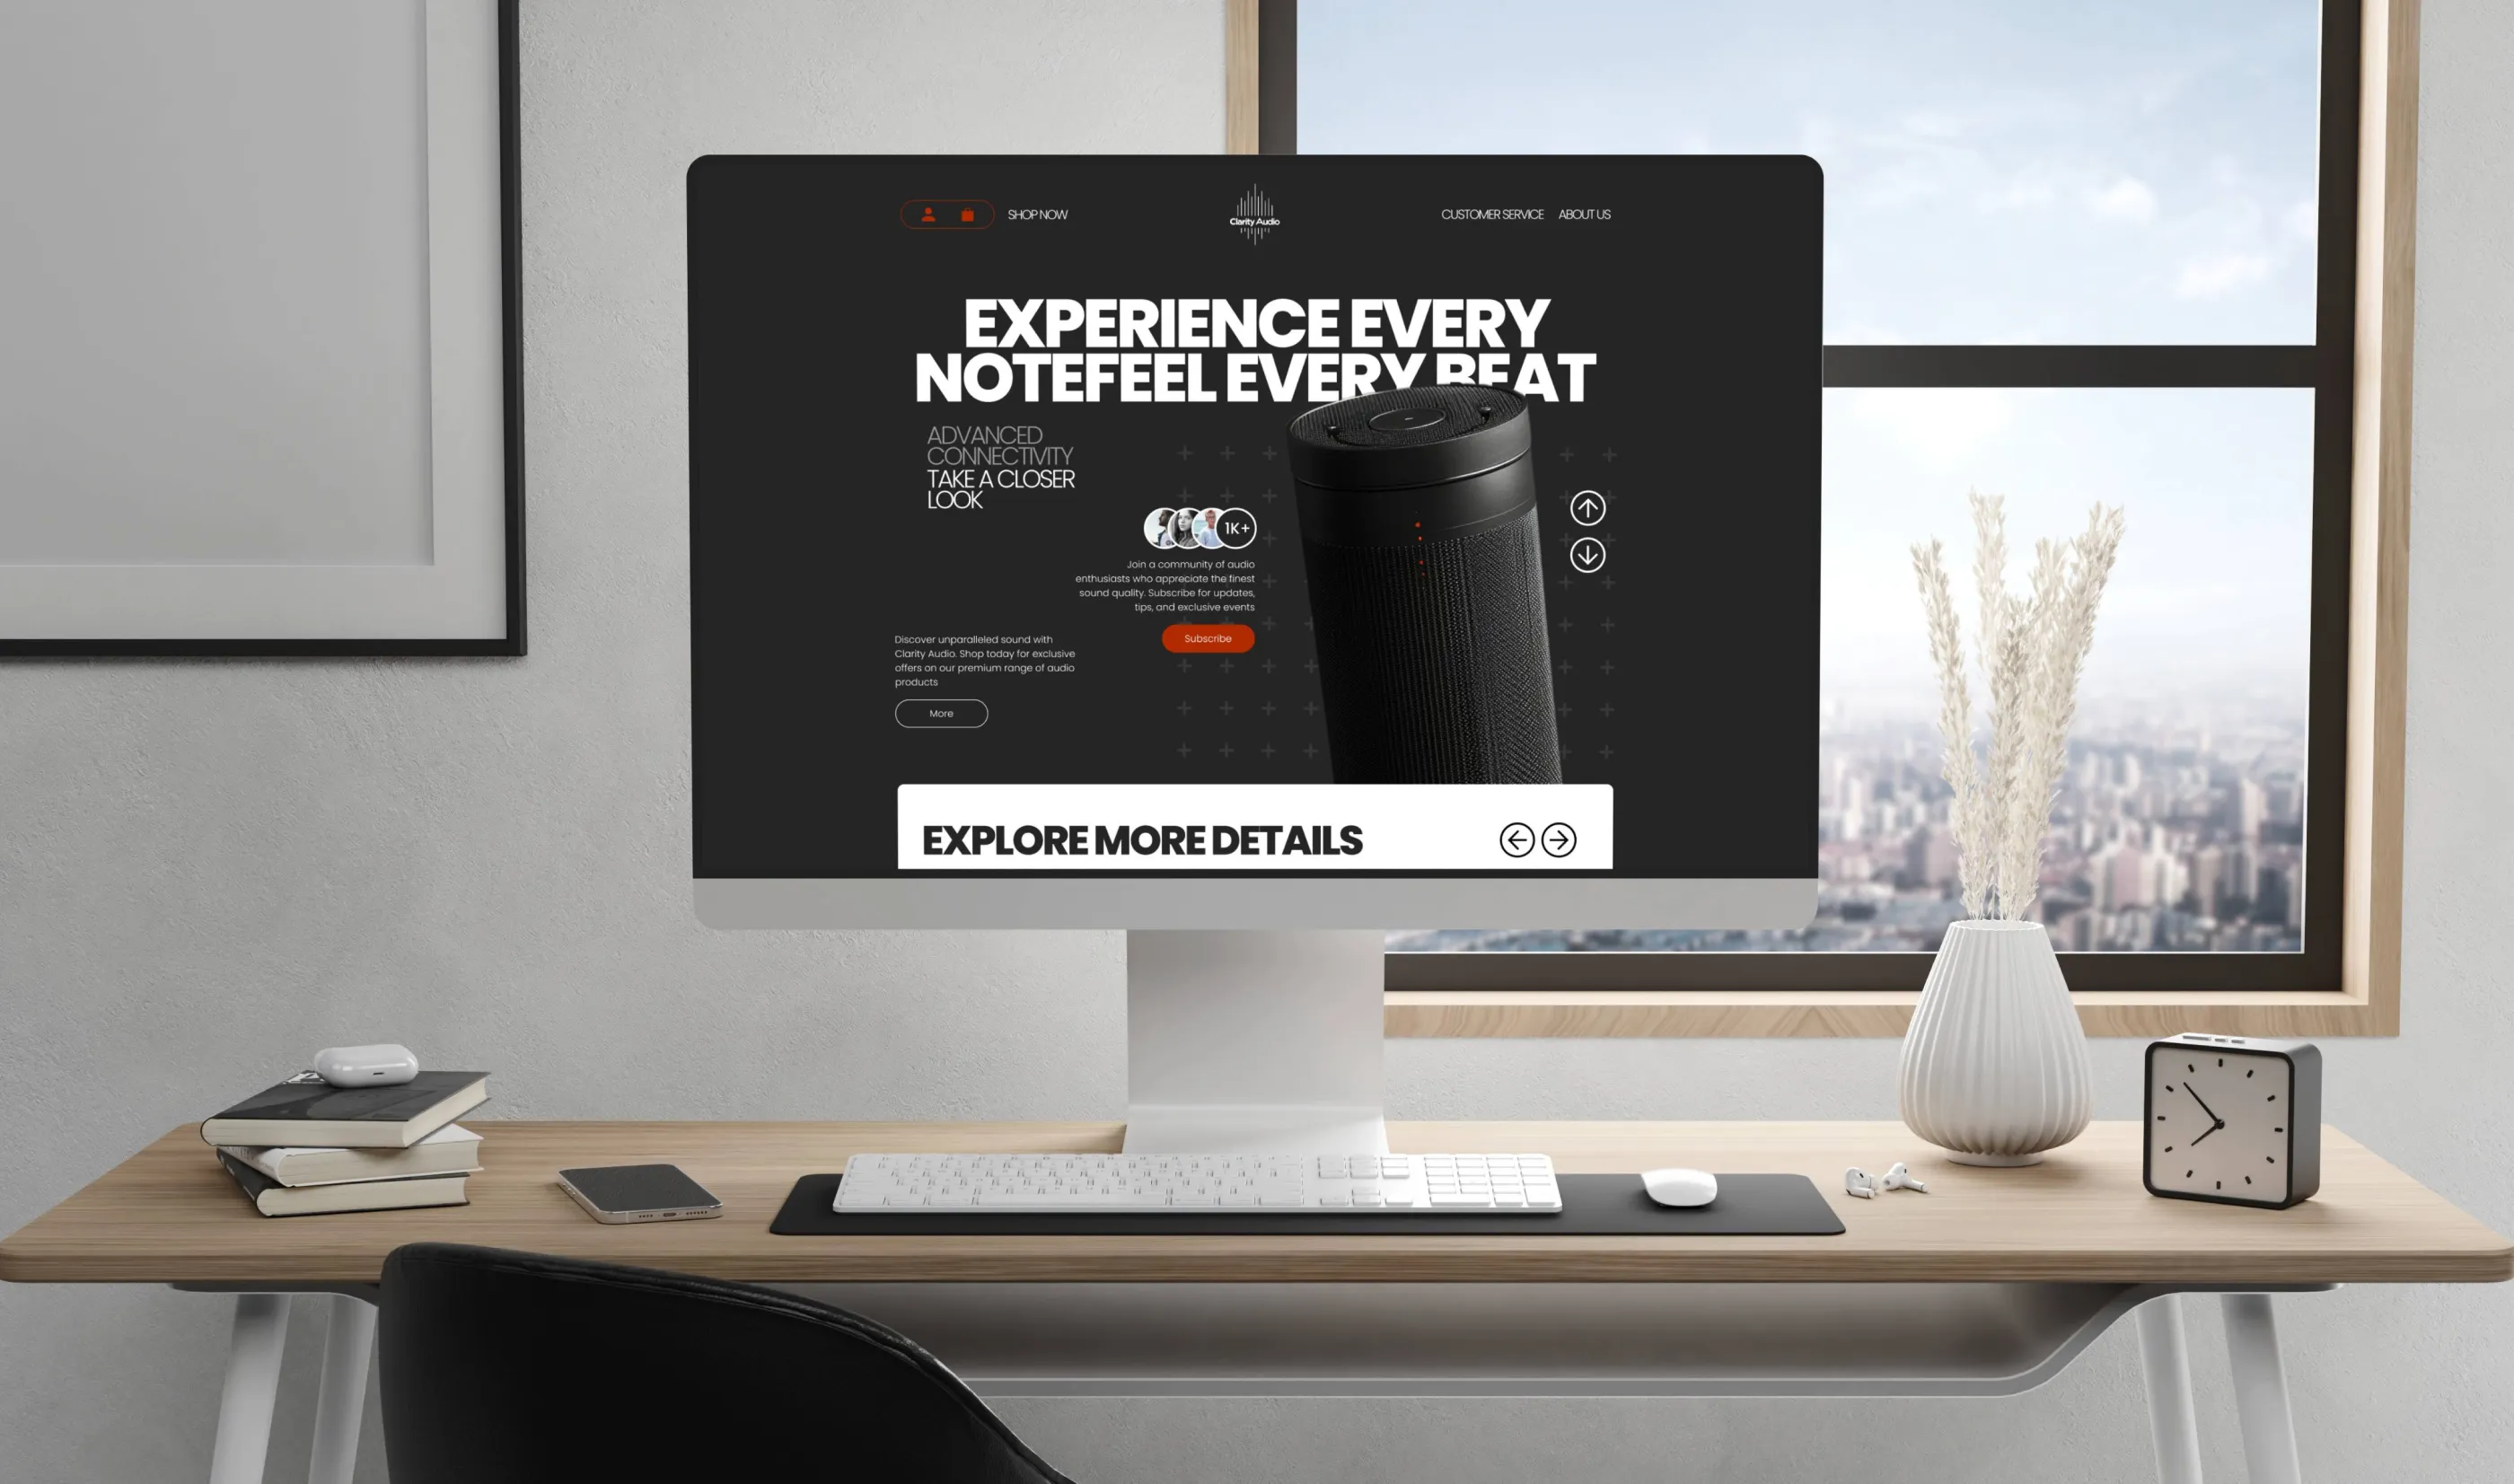 SHOP NOW
Clarity Audio
CUSTOMER SERVICE
ABOUT US
EXPERIENCE EVERY
NOTEFEEL EVERY BEAT
ADVANCED
CONNECTIVITY
TAKE A CLOSER
LOOK
1K+
Join a community of audio
enthusiasts who appreciate the finest
sound quality. Subscribe for updates,
tips, and exclusive events
Subscribe
Discover unparalleled sound with
Clarity Audio. Shop today for exclusive
offers on our premium range of audio
products
More
EXPLORE MORE DETAILS